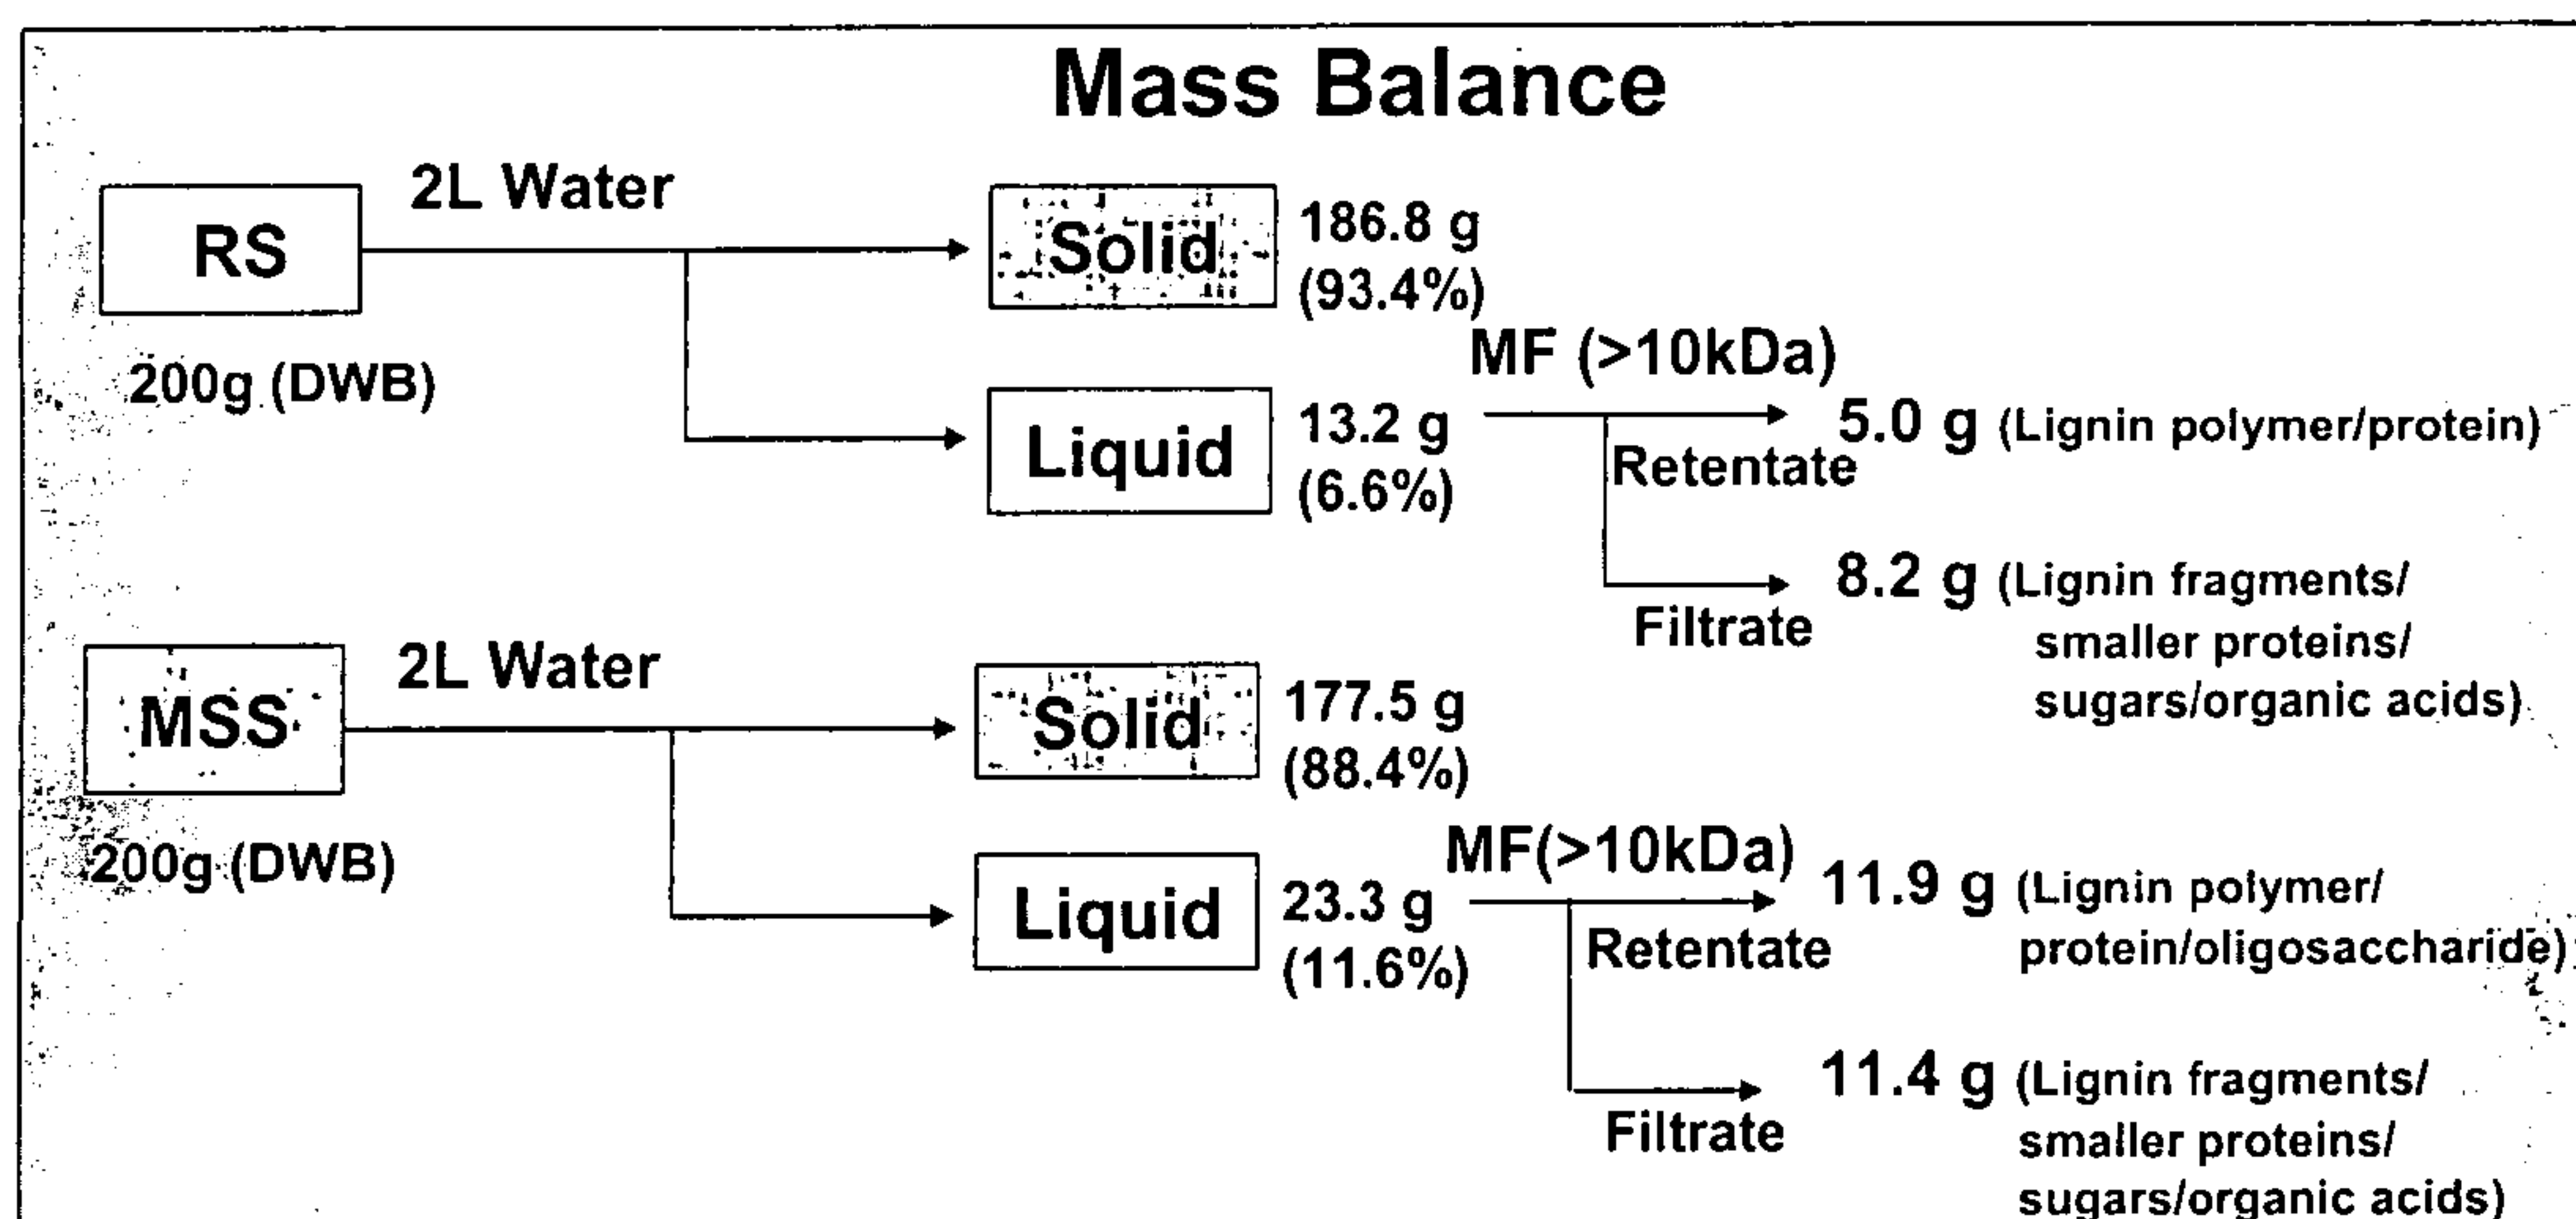 Mass Balance
2L Water
RS
200g (DWB)
Solid
186.8 g
(93.4%)
Liquid
13.2 g
(6.6%)
MF (>10kDa)
Retentate
5.0 g (Lignin polymer/protein)
Filtrate
8.2 g (Lignin fragments/
smaller proteins/
sugars/organic acids)
2L Water
MSS
200g (DWB)
Solid
177.5 g
(88.4%)
Liquid
23.3 g
(11.6%)
MF(>10kDa)
Retentate
11.9 g (Lignin polymer/
protein/oligosaccharide)
Filtrate
11.4 g (Lignin fragments/
smaller proteins/
sugars/organic acids)